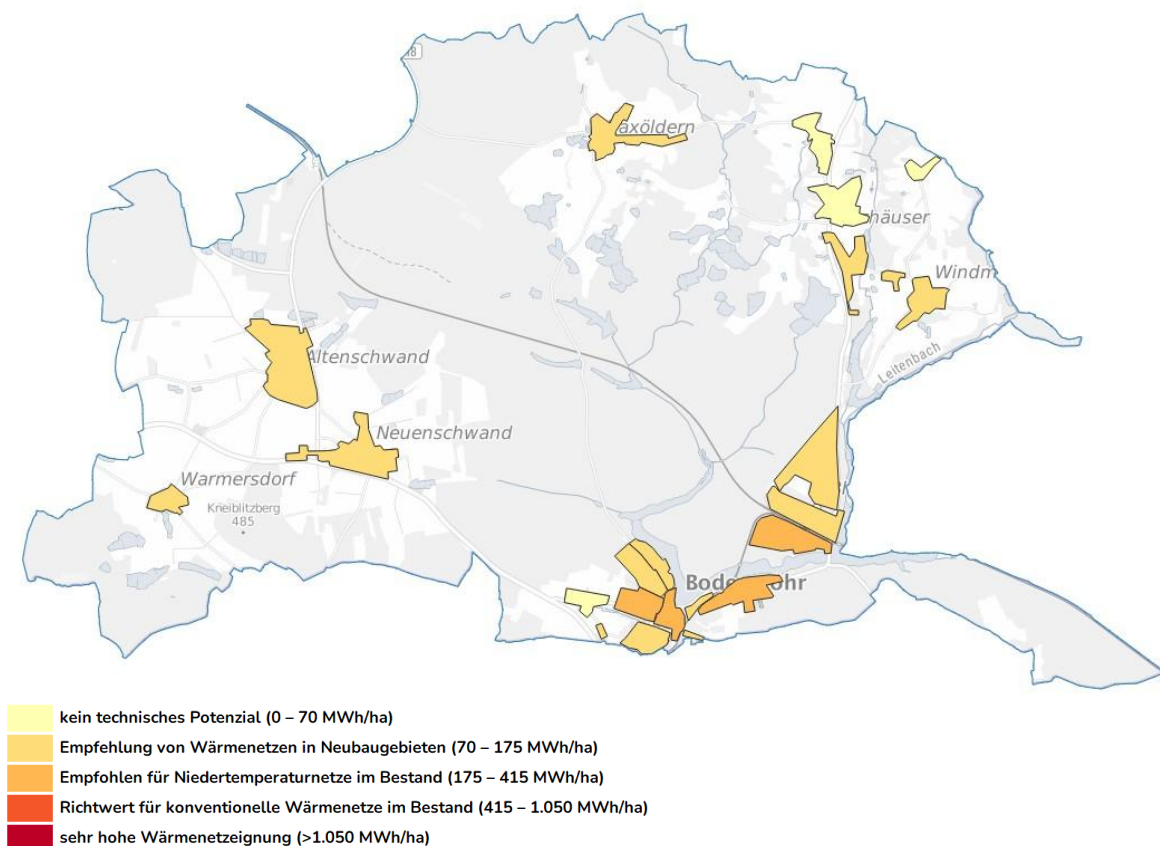 18
axöldern
häuser
Windm
Leitenbach
Altenschwand
Neuenschwand
Warmersdorf
Kneiblitzberg
485
Bode
ohr
kein technisches Potenzial (0 – 70 MWh/ha)
Empfehlung von Wärmenetzen in Neubaugebieten (70 – 175 MWh/ha)
Empfohlen für Niedertemperaturnetze im Bestand (175 – 415 MWh/ha)
Richtwert für konventionelle Wärmenetze im Bestand (415 – 1.050 MWh/ha)
sehr hohe Wärmenetzeignung (>1.050 MWh/ha)